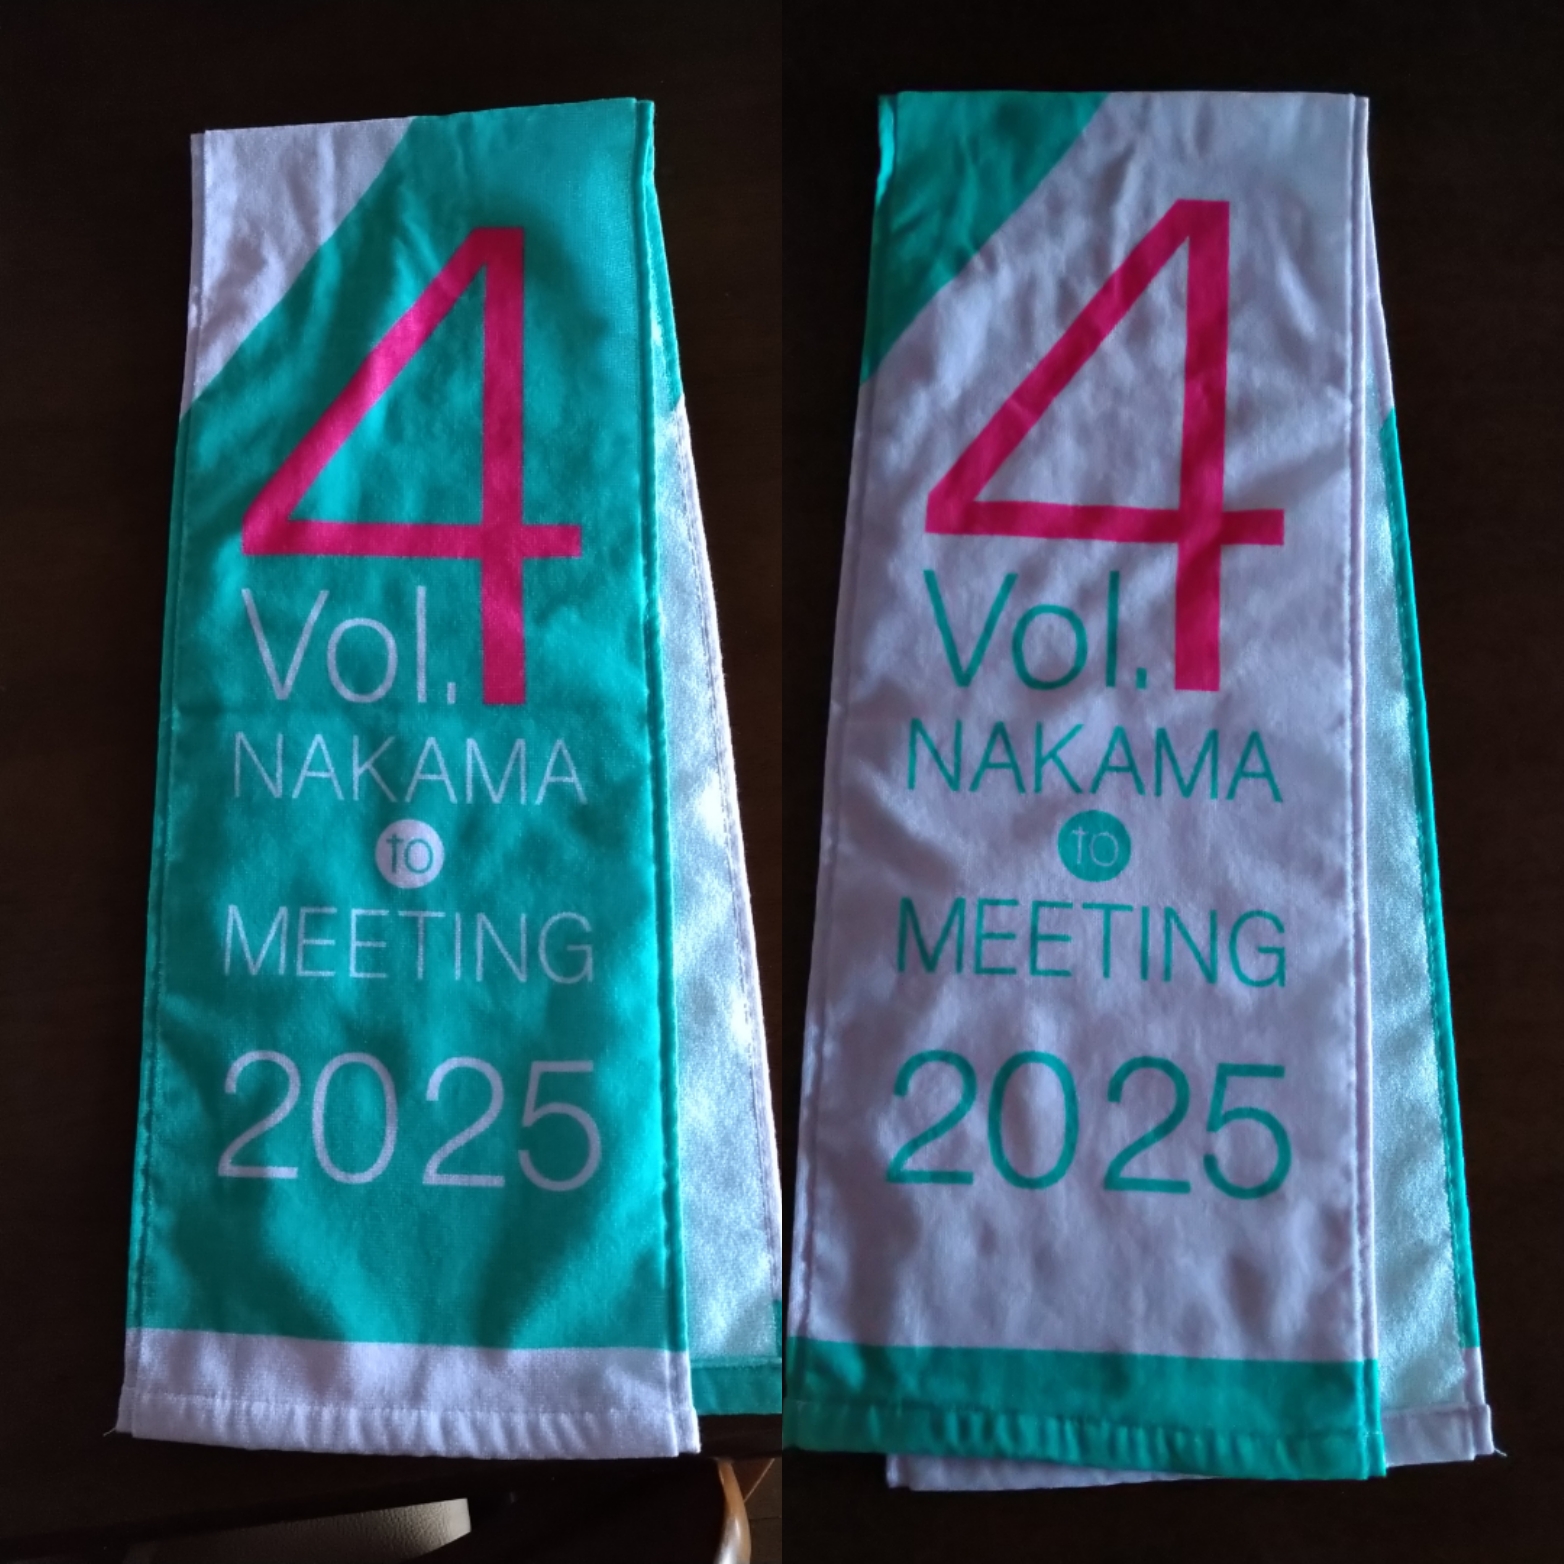 4
Vol.
NAKAMA
to
MEETING
2025
4
Vol.
NAKAMA
to
MEETING
2025